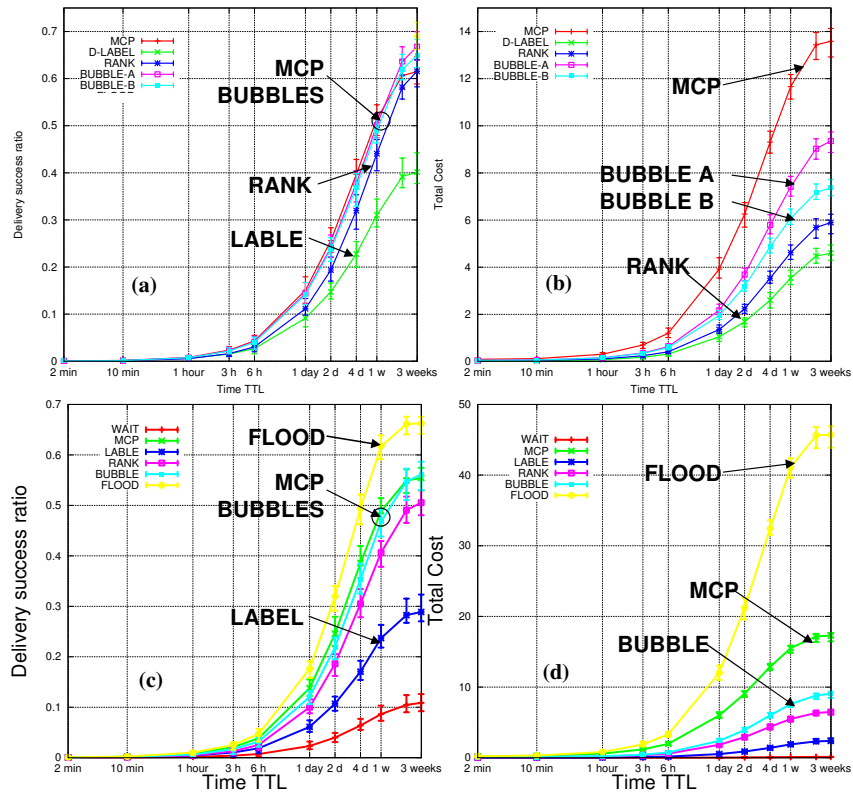 0.7
0.6
0.5
0.4
0.3
0.2
0.1
0
Delivery success ratio
MCP
D-LABEL
RANK
BUBBLE-A
BUBBLE-B
MCP
BUBBLES
RANK
LABLE
(a)
2 min
10 min
1 hour
3 h
6 h
1 day
2 d
4 d
1 w
3 weeks
Time TTL
14
12
10
8
6
4
2
0
Total Cost
MCP
D-LABEL
RANK
BUBBLE-A
BUBBLE-B
MCP
BUBBLE A
BUBBLE B
RANK
(b)
2 min
10 min
1 hour
3 h
6 h
1 day
2 d
4 d
1 w
3 weeks
Time TTL
0.7
0.6
0.5
0.4
0.3
0.2
0.1
0
Delivery success ratio
WAIT
MCP
LABLE
RANK
BUBBLE
FLOOD
FLOOD
MCP
BUBBLES
LABEL
(c)
2 min
10 min
1 hour
3 h
6 h
1 day
2 d
4 d
1 w
3 weeks
Time TTL
50
40
30
20
10
0
Total Cost
WAIT
MCP
LABLE
RANK
BUBBLE
FLOOD
FLOOD
MCP
BUBBLE
(d)
2 min
10 min
1 hour
3 h
6 h
1 day
2 d
4 d
1 w
3 weeks
Time TTL